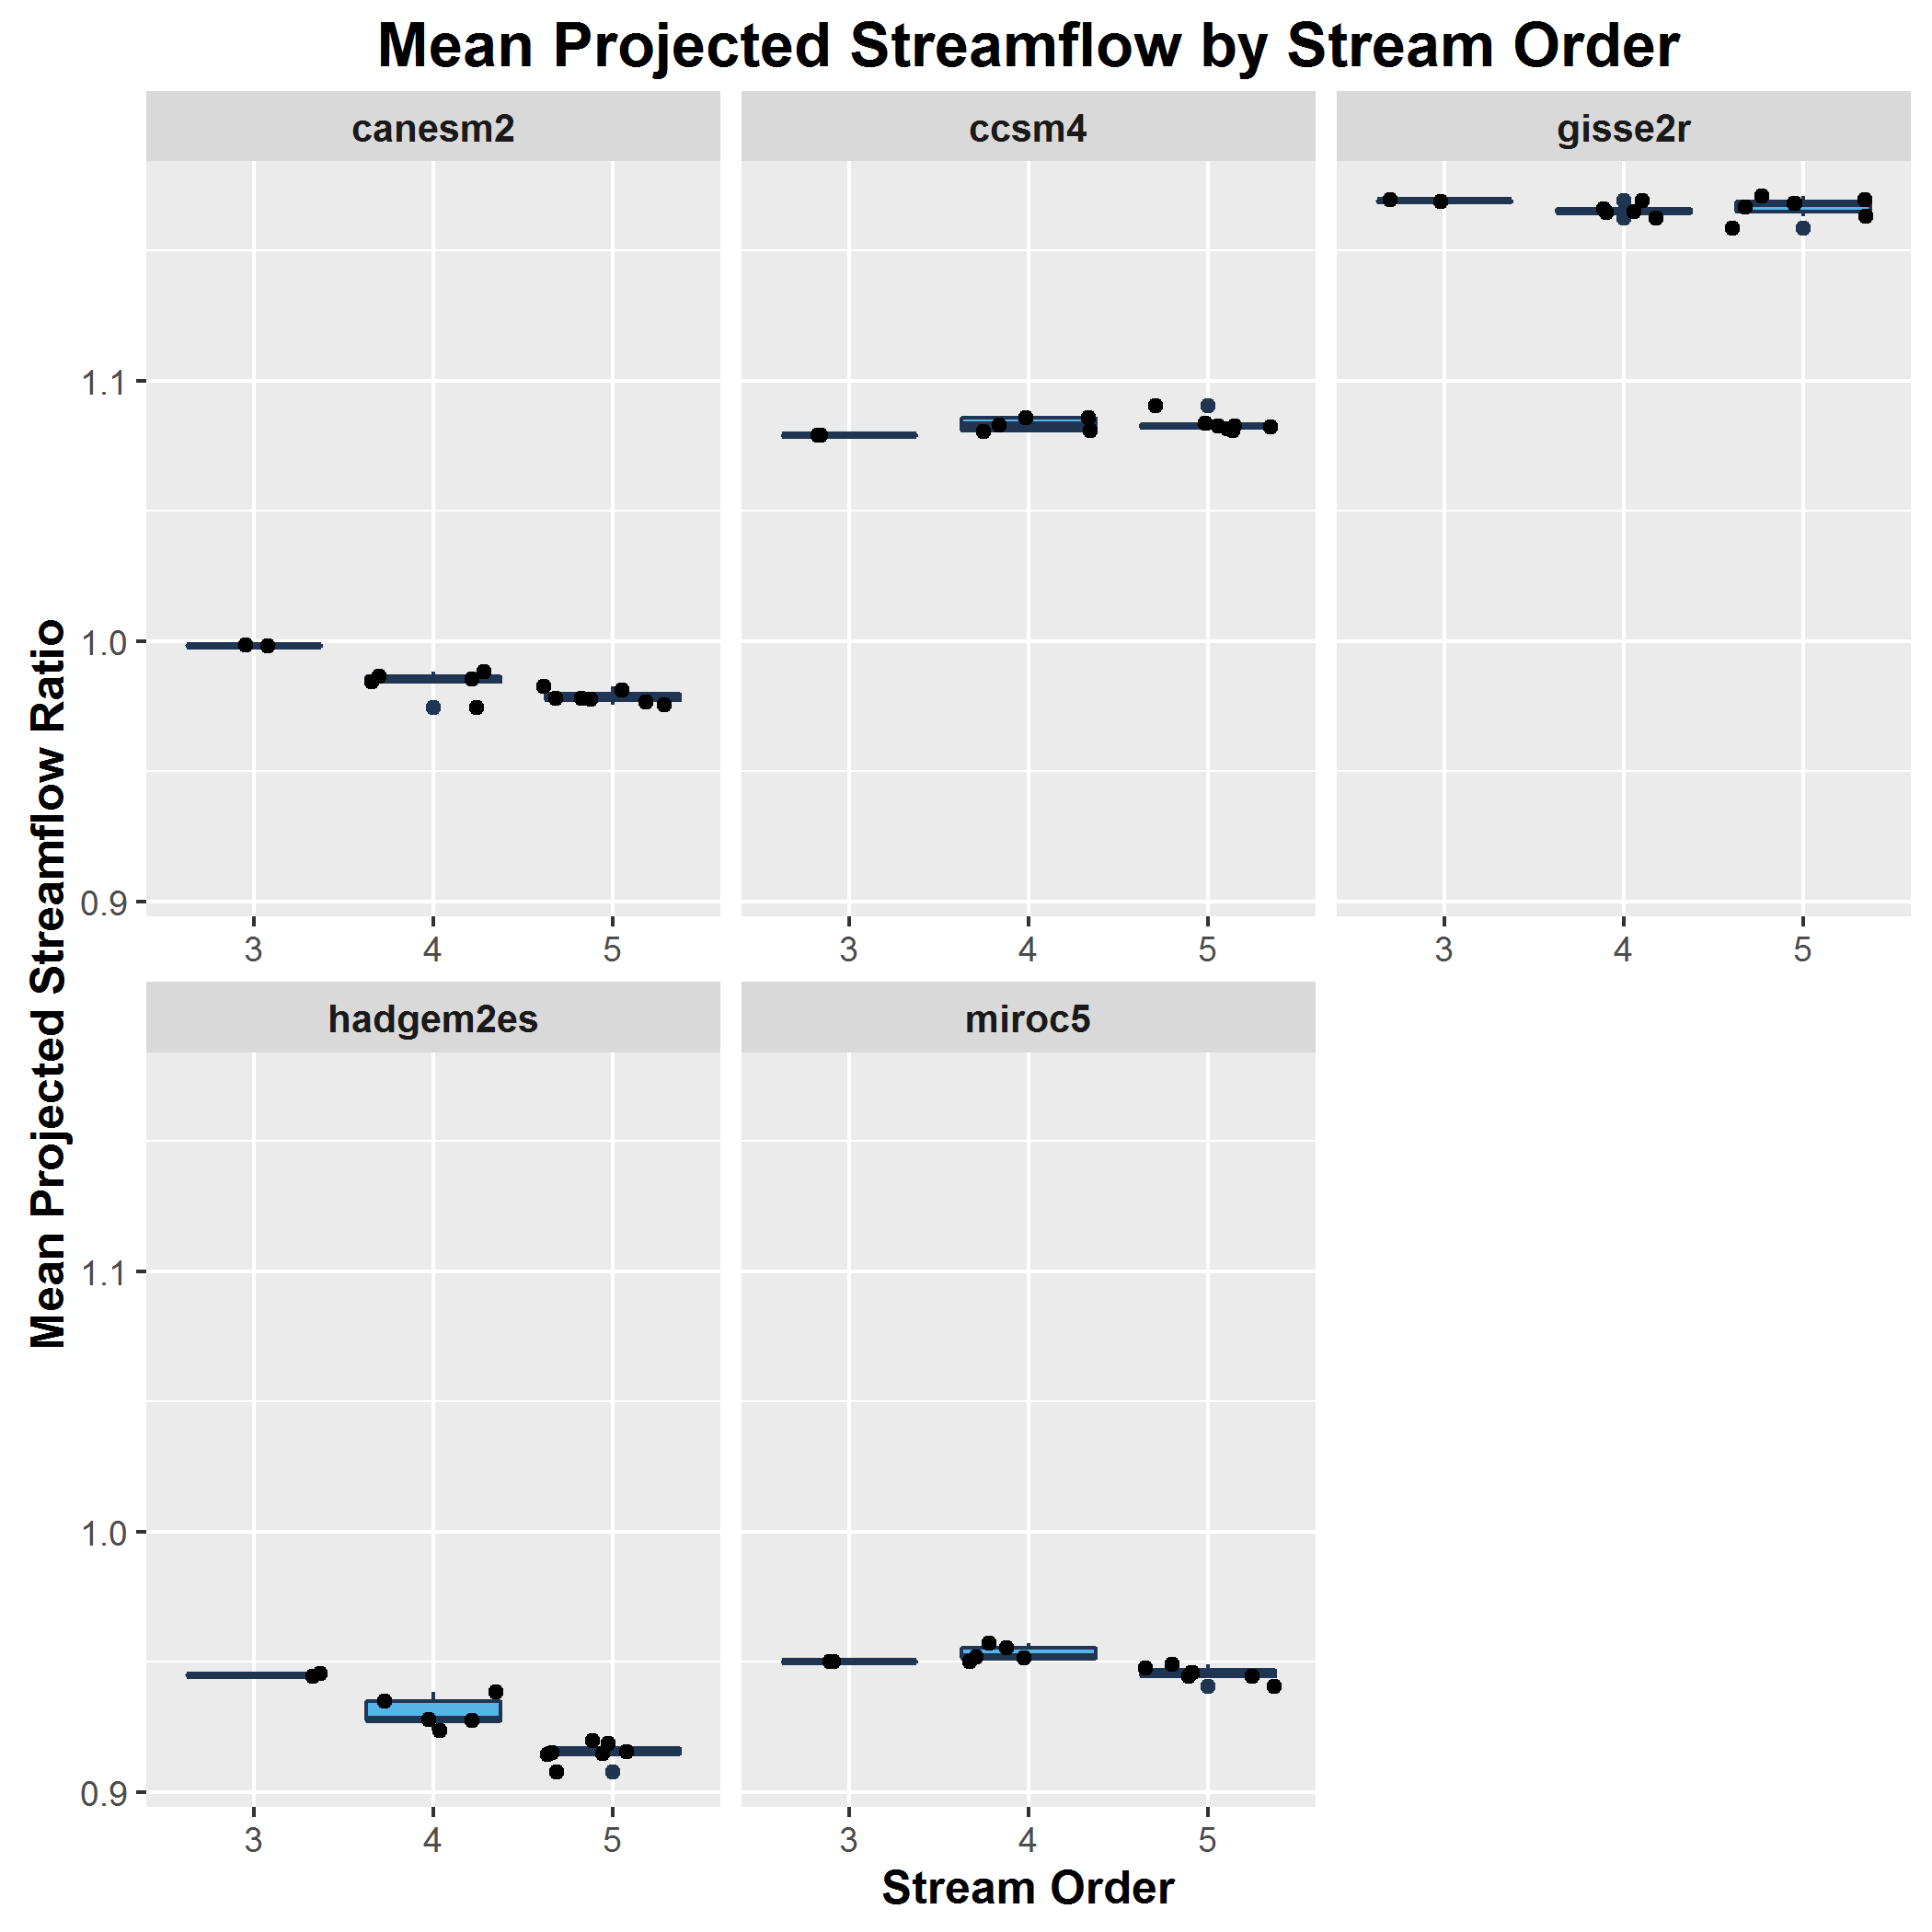 Mean Projected Streamflow by Stream Order
canesm2
ccsm4
gisse2r
Mean Projected Streamflow Ratio
1.1
1.0
0.9
3 4 5
3 4 5
3 4 5
hadgem2es
miroc5
1.1
1.0
0.9
3 4 5
3 4 5
Stream Order